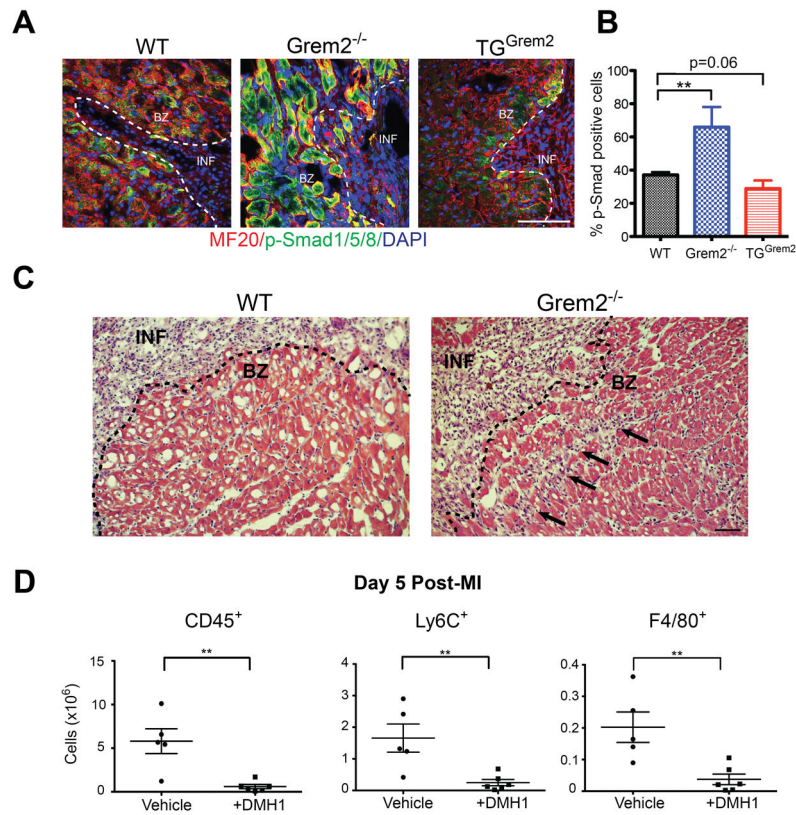 A
WT
Grem2-/-
TGGrem2
BZ
INF
BZ
INF
BZ
INF
MF20/p-Smad1/5/8/DAPI
B
p=0.06
**
% p-Smad positive cells
100
80
60
40
20
0
WT
Grem2-/-
TGGrem2
C
WT
Grem2-/-
INF
BZ
INF
BZ
D
Day 5 Post-MI
CD45+
Ly6C+
F4/80+
Cells (x106)
15
10
5
0
**
Vehicle
+DMH1
4
3
2
1
0
**
Vehicle
+DMH1
0.4
0.3
0.2
0.1
0
**
Vehicle
+DMH1